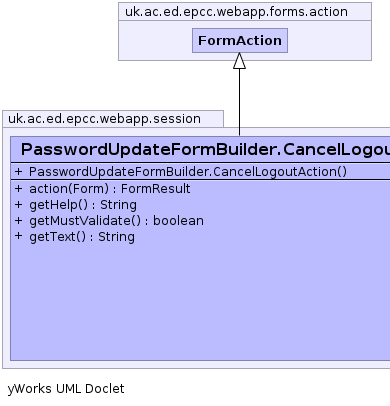 uk.ac.ed.epcc.webapp.forms.action
FormAction
uk.ac.ed.epcc.webapp.session
PasswordUpdateFormBuilder.CancelLogou
+ PasswordUpdateFormBuilder.CancelLogoutAction()
+ action(Form) : FormResult
+ getHelp() : String
+ getMustValidate() : boolean
+ getText() : String
yWorks UML Doclet